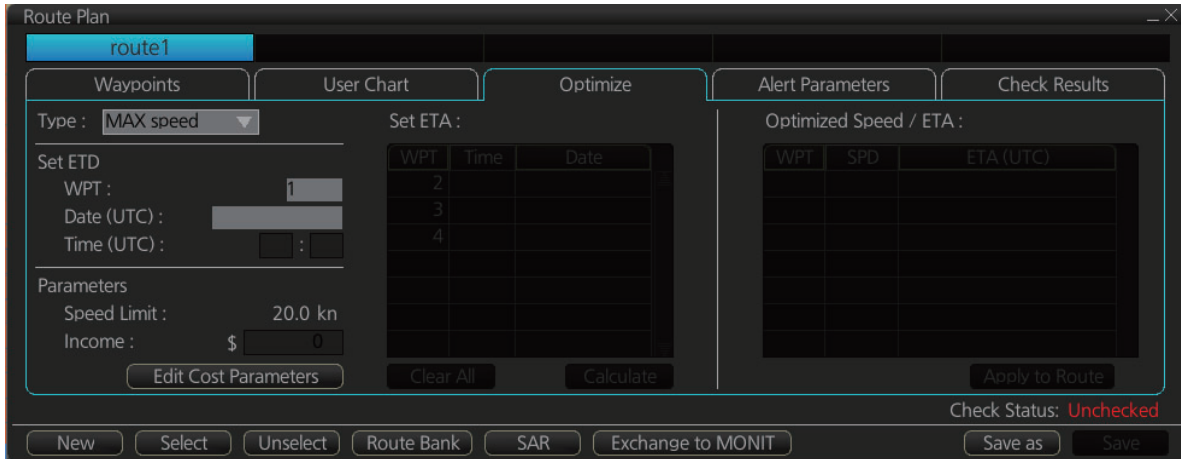 Route Plan
route1
Waypoints User Chart Optimize Alert Parameters Check Results
Type : MAX speed Set ETA : Optimized Speed / ETA :
Set ETD WPT Time Date WPT SPD ETA (UTC)
WPT : 1 2
Date (UTC) : 3
Time (UTC) : : 4
Parameters
Speed Limit : 20.0 kn
Income : $ 0
Edit Cost Parameters Clear All Calculate Apply to Route
Check Status: Unchecked
New Select Unselect Route Bank SAR Exchange to MONIT Save as Save